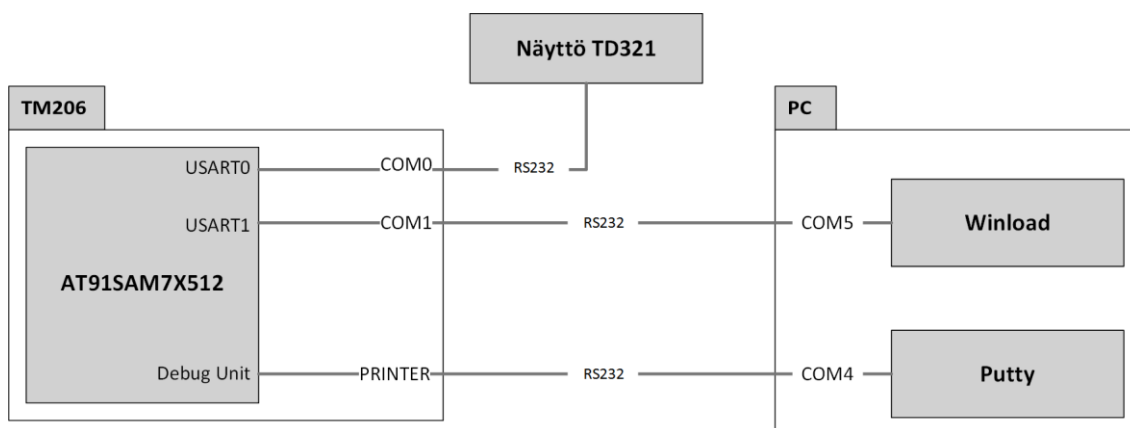 Näyttö TD321
TM206
PC
USART0 COM0 RS232
USART1 COM1 RS232 COM5 Winload
AT91SAM7X512
Debug Unit PRINTER RS232 COM4 Putty